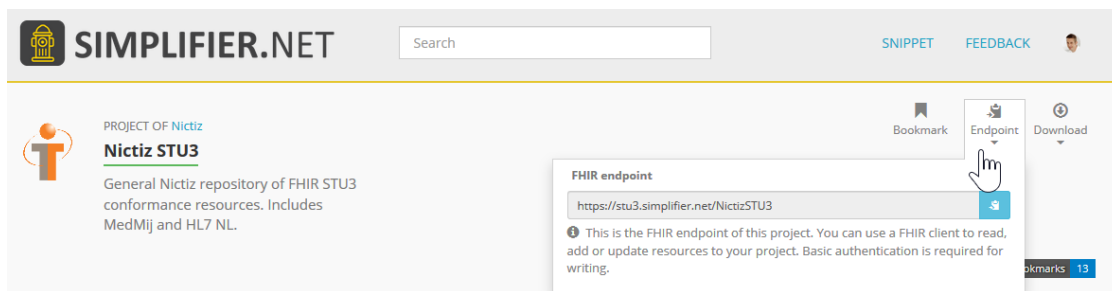 SIMPLIFIER.NET
Search
SNIPPET
FEEDBACK
PROJECT OF Nictiz
Nictiz STU3
General Nictiz repository of FHIR STU3
conformance resources. Includes
MedMij and HL7 NL.
Bookmark
Endpoint
Download
FHIR endpoint
https://stu3.simplifier.net/NictizSTU3
This is the FHIR endpoint of this project. You can use a FHIR client to read,
add or update resources to your project. Basic authentication is required for
writing.
okmarks 13